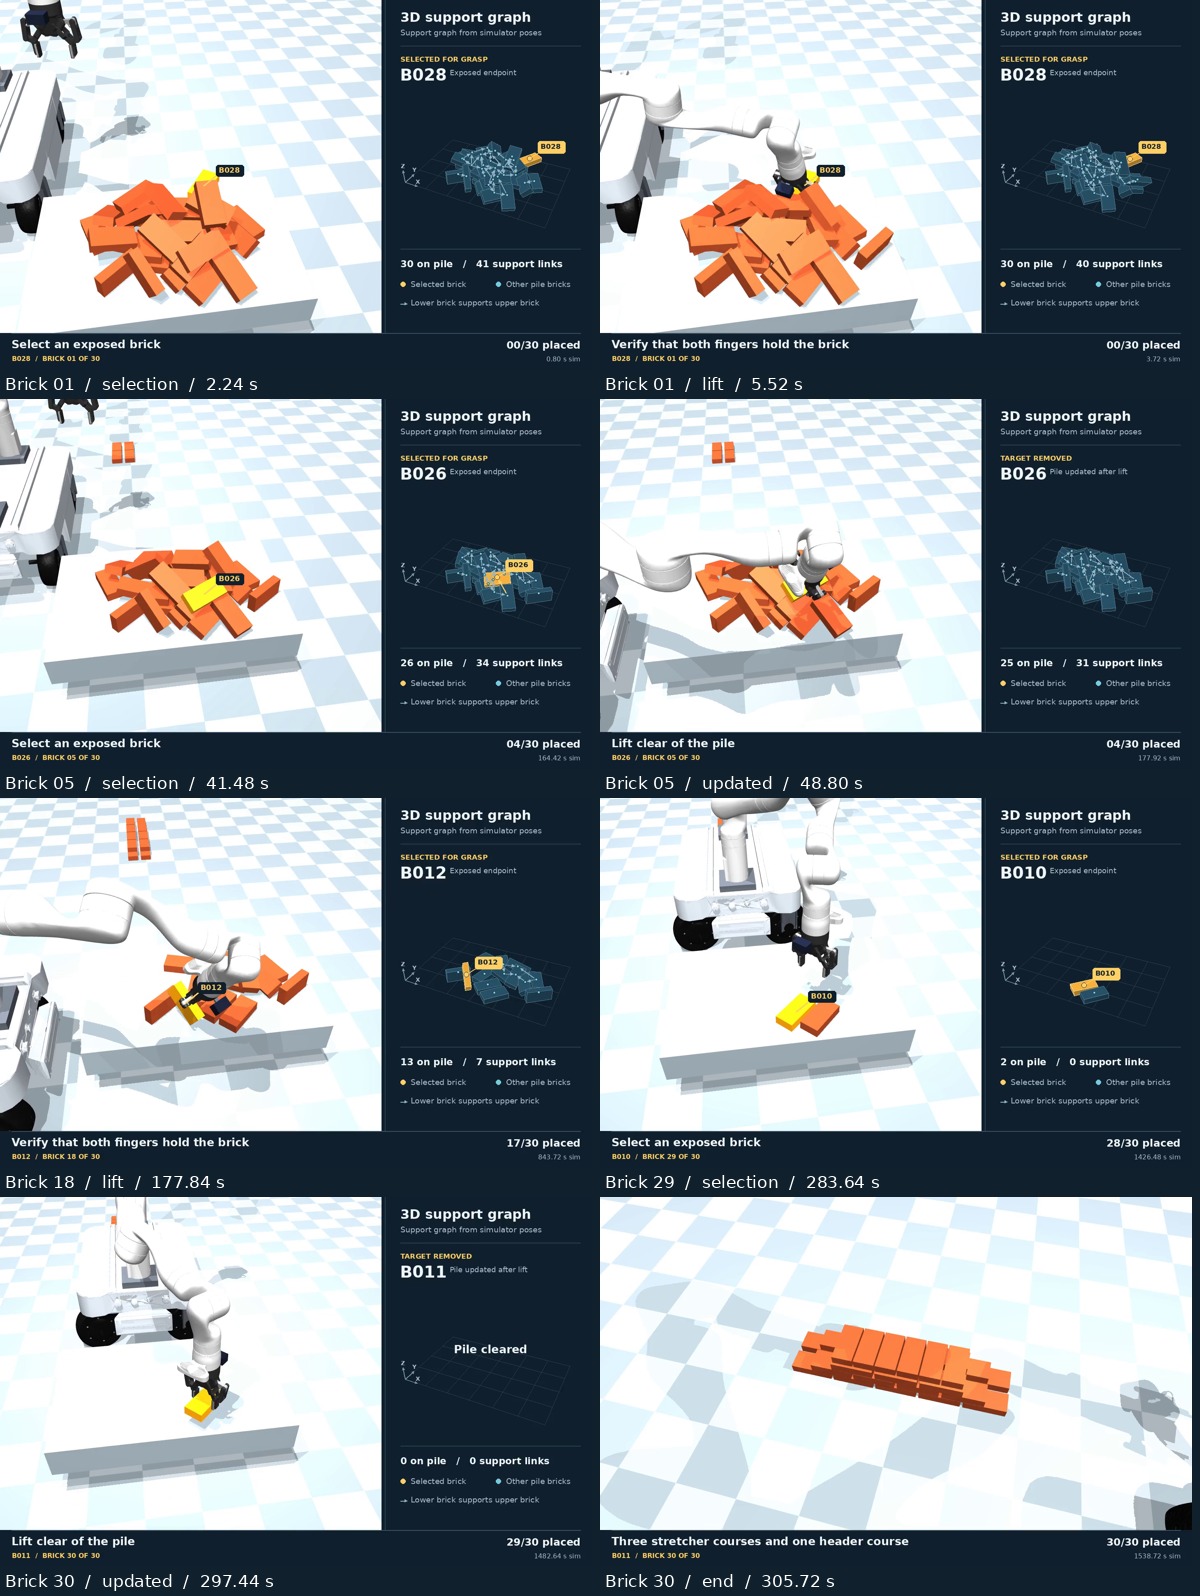 3D support graph
Support graph from simulator poses
SELECTED FOR GRASP
B028 Exposed endpoint
B028
B028
Z Y X
30 on pile / 41 support links
Selected brick Other pile bricks
→ Lower brick supports upper brick
Select an exposed brick 00/30 placed
B028 / BRICK 01 OF 30 0.80 s sim
Brick 01 / selection / 2.24 s
3D support graph
Support graph from simulator poses
SELECTED FOR GRASP
B028 Exposed endpoint
B028
B028
Z Y X
30 on pile / 40 support links
Selected brick Other pile bricks
→ Lower brick supports upper brick
Verify that both fingers hold the brick 00/30 placed
B028 / BRICK 01 OF 30 3.72 s sim
Brick 01 / lift / 5.52 s
3D support graph
Support graph from simulator poses
SELECTED FOR GRASP
B026 Exposed endpoint
B026
B026
Z Y X
26 on pile / 34 support links
Selected brick Other pile bricks
→ Lower brick supports upper brick
Select an exposed brick 04/30 placed
B026 / BRICK 05 OF 30 164.42 s sim
Brick 05 / selection / 41.48 s
3D support graph
Support graph from simulator poses
TARGET REMOVED
B026 Pile updated after lift
Z Y X
25 on pile / 31 support links
Selected brick Other pile bricks
→ Lower brick supports upper brick
Lift clear of the pile 04/30 placed
B026 / BRICK 05 OF 30 177.92 s sim
Brick 05 / updated / 48.80 s
3D support graph
Support graph from simulator poses
SELECTED FOR GRASP
B012 Exposed endpoint
B012
B012
Z Y X
13 on pile / 7 support links
Selected brick Other pile bricks
→ Lower brick supports upper brick
Verify that both fingers hold the brick 17/30 placed
B012 / BRICK 18 OF 30 843.72 s sim
Brick 18 / lift / 177.84 s
3D support graph
Support graph from simulator poses
SELECTED FOR GRASP
B010 Exposed endpoint
B010
B010
Z Y X
2 on pile / 0 support links
Selected brick Other pile bricks
→ Lower brick supports upper brick
Select an exposed brick 28/30 placed
B010 / BRICK 29 OF 30 1426.48 s sim
Brick 29 / selection / 283.64 s
3D support graph
Support graph from simulator poses
TARGET REMOVED
B011 Pile updated after lift
Pile cleared
Z Y X
0 on pile / 0 support links
Selected brick Other pile bricks
→ Lower brick supports upper brick
Lift clear of the pile 29/30 placed
B011 / BRICK 30 OF 30 1482.64 s sim
Brick 30 / updated / 297.44 s
Three stretcher courses and one header course 30/30 placed
B011 / BRICK 30 OF 30 1538.72 s sim
Brick 30 / end / 305.72 s